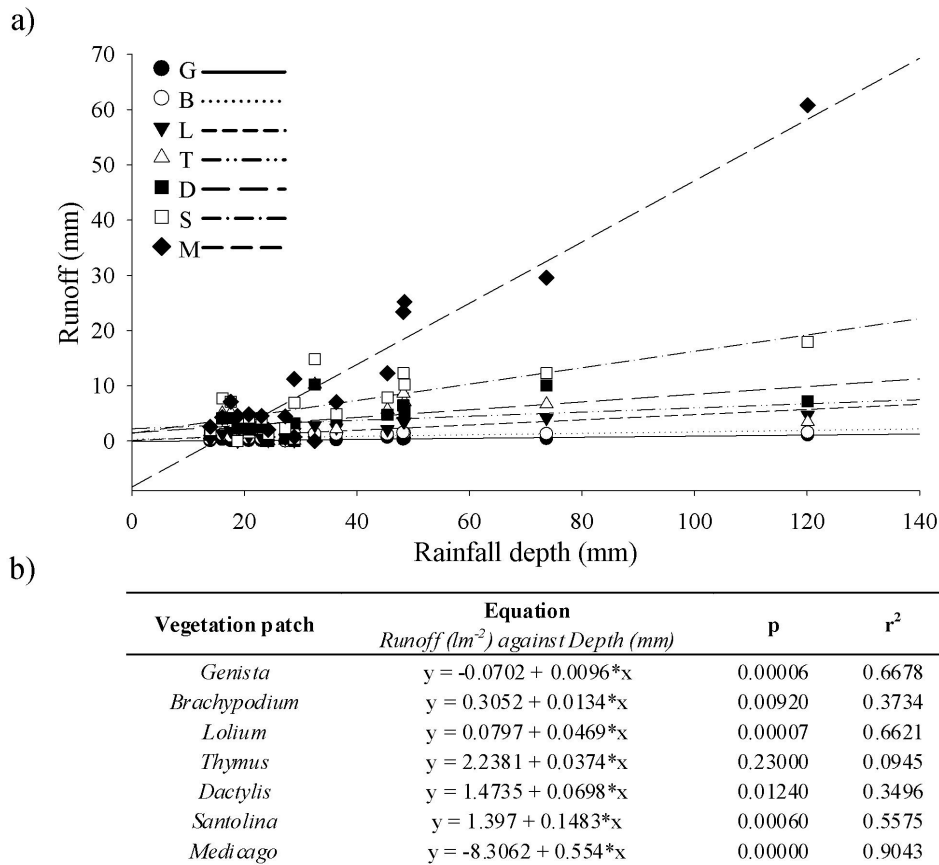 a)
70
60
50
40
30
20
10
0
Runoff (mm)
G
B
L
T
D
S
M
0 20 40 60 80 100 120 140
Rainfall depth (mm)
b)
Vegetation patch Equation p r²
Runoff (lm⁻²) against Depth (mm)
Genista y = -0.0702 + 0.0096*x 0.00006 0.6678
Brachypodium y = 0.3052 + 0.0134*x 0.00920 0.3734
Lolium y = 0.0797 + 0.0469*x 0.00007 0.6621
Thymus y = 2.2381 + 0.0374*x 0.23000 0.0945
Dactylis y = 1.4735 + 0.0698*x 0.01240 0.3496
Santolina y = 1.397 + 0.1483*x 0.00060 0.5575
Medicago y = -8.3062 + 0.554*x 0.00000 0.9043